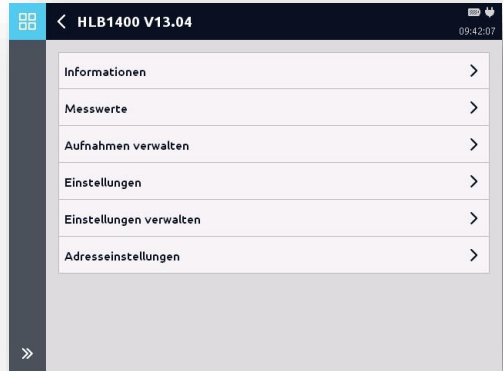 HLB1400 V13.04
09:42:07
Informationen
Messwerte
Aufnahmen verwalten
Einstellungen
Einstellungen verwalten
Adresseinstellungen